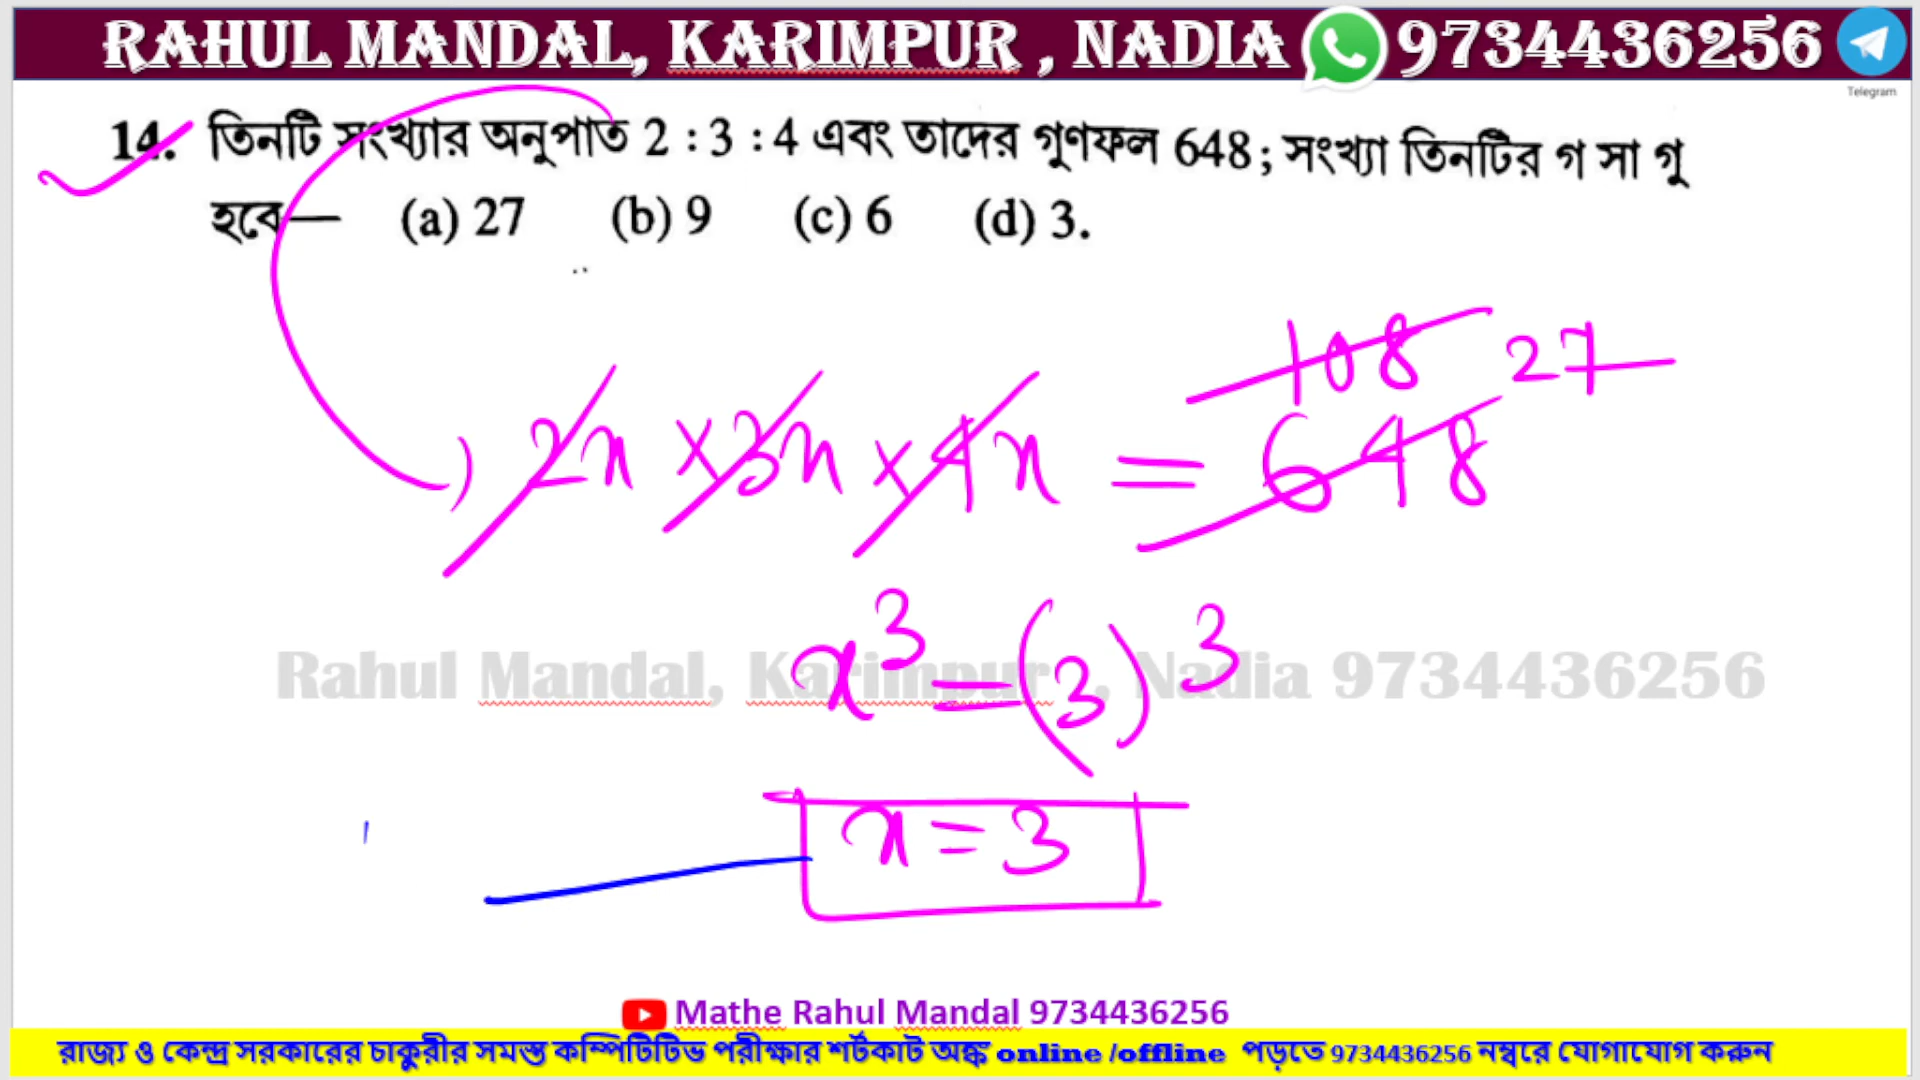 RAHUL MANDAL, KARIMPUR , NADIA 9734436256
Telegram
14. তিনটি সংখ্যার অনুপাত 2 : 3 : 4 এবং তাদের গুণফল 648; সংখ্যা তিনটির গ সা গু
হবে— (a) 27 (b) 9 (c) 6 (d) 3.
108 27
2x × 3x × 4x = 648
x³ = (3)³
Rahul Mandal, Karimpur , Nadia 9734436256
x = 3
Mathe Rahul Mandal 9734436256
রাজ্য ও কেন্দ্র সরকারের চাকুরীর সমস্ত কম্পিটিটিভ পরীক্ষার শর্টকাট অঙ্ক online /offline পড়তে 9734436256 নম্বরে যোগাযোগ করুন